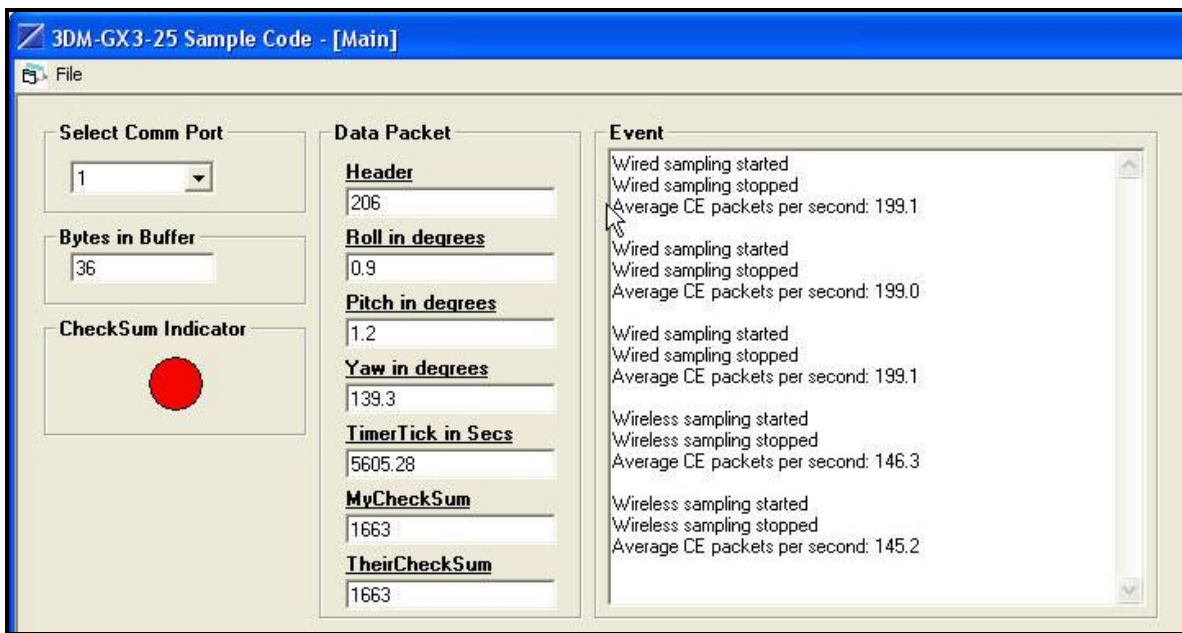 3DM-GX3-25 Sample Code - [Main]
File
Select Comm Port
1
Bytes in Buffer
36
CheckSum Indicator
Data Packet
Header
206
Roll in degrees
0.9
Pitch in degrees
1.2
Yaw in degrees
139.3
TimerTick in Secs
5605.28
MyCheckSum
1663
TheirCheckSum
1663
Event
Wired sampling started
Wired sampling stopped
Average CE packets per second: 199.1
Wired sampling started
Wired sampling stopped
Average CE packets per second: 199.0
Wired sampling started
Wired sampling stopped
Average CE packets per second: 199.1
Wireless sampling started
Wireless sampling stopped
Average CE packets per second: 146.3
Wireless sampling started
Wireless sampling stopped
Average CE packets per second: 145.2